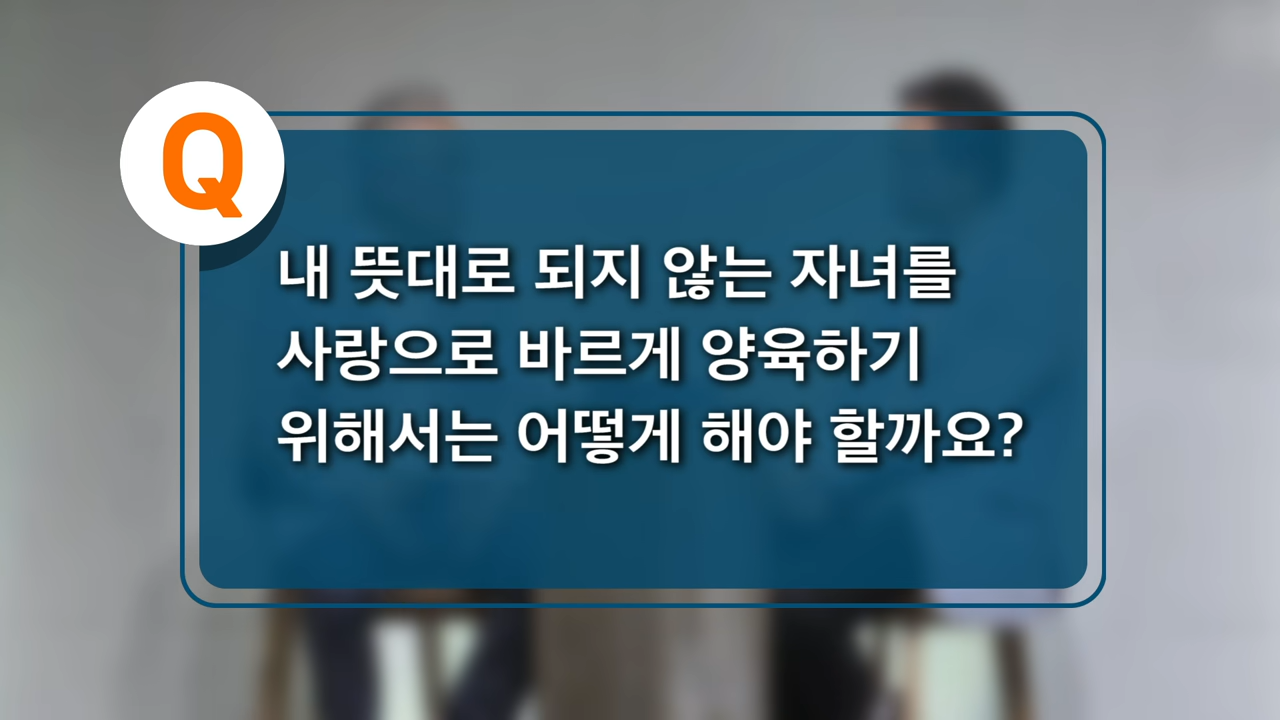 Q
내 뜻대로 되지 않는 자녀를
사랑으로 바르게 양육하기
위해서는 어떻게 해야 할까요?